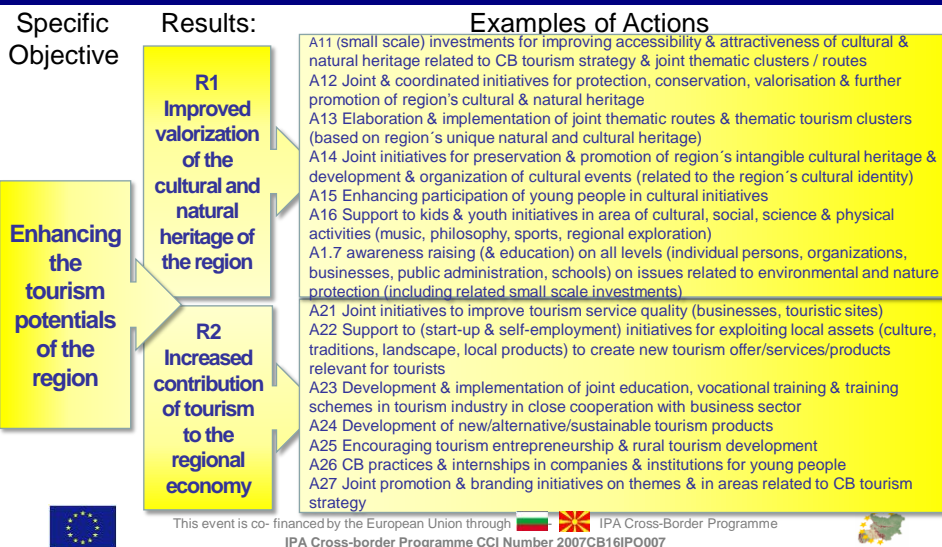 Specific
Objective
Results:
Examples of Actions
Enhancing
the
tourism
potentials
of the
region
R1
Improved
valorization
of the
cultural and
natural
heritage of
the region
A11 (small scale) investments for improving accessibility & attractiveness of cultural &
natural heritage related to CB tourism strategy & joint thematic clusters / routes
A12 Joint & coordinated initiatives for protection, conservation, valorisation & further
promotion of region's cultural & natural heritage
A13 Elaboration & implementation of joint thematic routes & thematic tourism clusters
(based on region´s unique natural and cultural heritage)
A14 Joint initiatives for preservation & promotion of region´s intangible cultural heritage &
development & organization of cultural events (related to the region´s cultural identity)
A15 Enhancing participation of young people in cultural initiatives
A16 Support to kids & youth initiatives in area of cultural, social, science & physical
activities (music, philosophy, sports, regional exploration)
A1.7 awareness raising (& education) on all levels (individual persons, organizations,
businesses, public administration, schools) on issues related to environmental and nature
protection (including related small scale investments)
R2
Increased
contribution
of tourism
to the
regional
economy
A21 Joint initiatives to improve tourism service quality (businesses, touristic sites)
A22 Support to (start-up & self-employment) initiatives for exploiting local assets (culture,
traditions, landscape, local products) to create new tourism offer/services/products
relevant for tourists
A23 Development & implementation of joint education, vocational training & training
schemes in tourism industry in close cooperation with business sector
A24 Development of new/alternative/sustainable tourism products
A25 Encouraging tourism entrepreneurship & rural tourism development
A26 CB practices & internships in companies & institutions for young people
A27 Joint promotion & branding initiatives on themes & in areas related to CB tourism
strategy
This event is co- financed by the European Union through - IPA Cross-Border Programme
IPA Cross-border Programme CCI Number 2007CB16IPO007